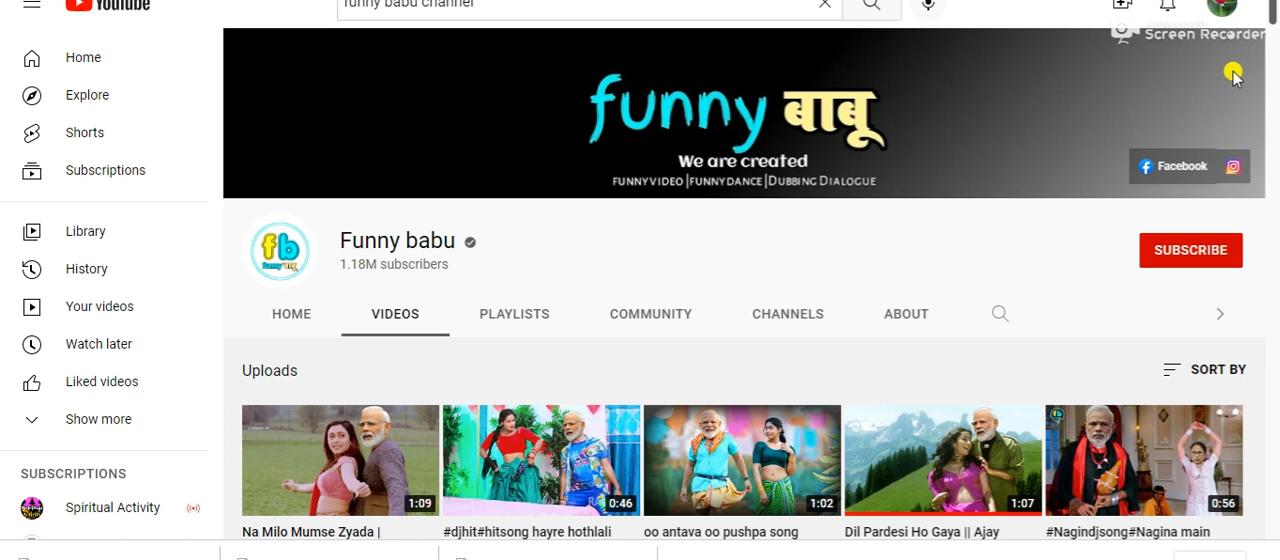 YouTube
funny babu channel
Screen Recorder
Home
Explore
Shorts
Subscriptions
Library
History
Your videos
Watch later
Liked videos
Show more
SUBSCRIPTIONS
Spiritual Activity
funny बाबू
We are created
FUNNYVIDEO |FUNNYDANCE |DUBBING DIALOGUE
Facebook
fb
funny बाबू
Funny babu
1.18M subscribers
SUBSCRIBE
HOME VIDEOS PLAYLISTS COMMUNITY CHANNELS ABOUT
Uploads
SORT BY
1:09 0:46 1:02 1:07 0:56
Na Milo Mumse Zyada |
#djhit#hitsong hayre hothlali
oo antava oo pushpa song
Dil Pardesi Ho Gaya || Ajay
#Nagindjsong#Nagina main